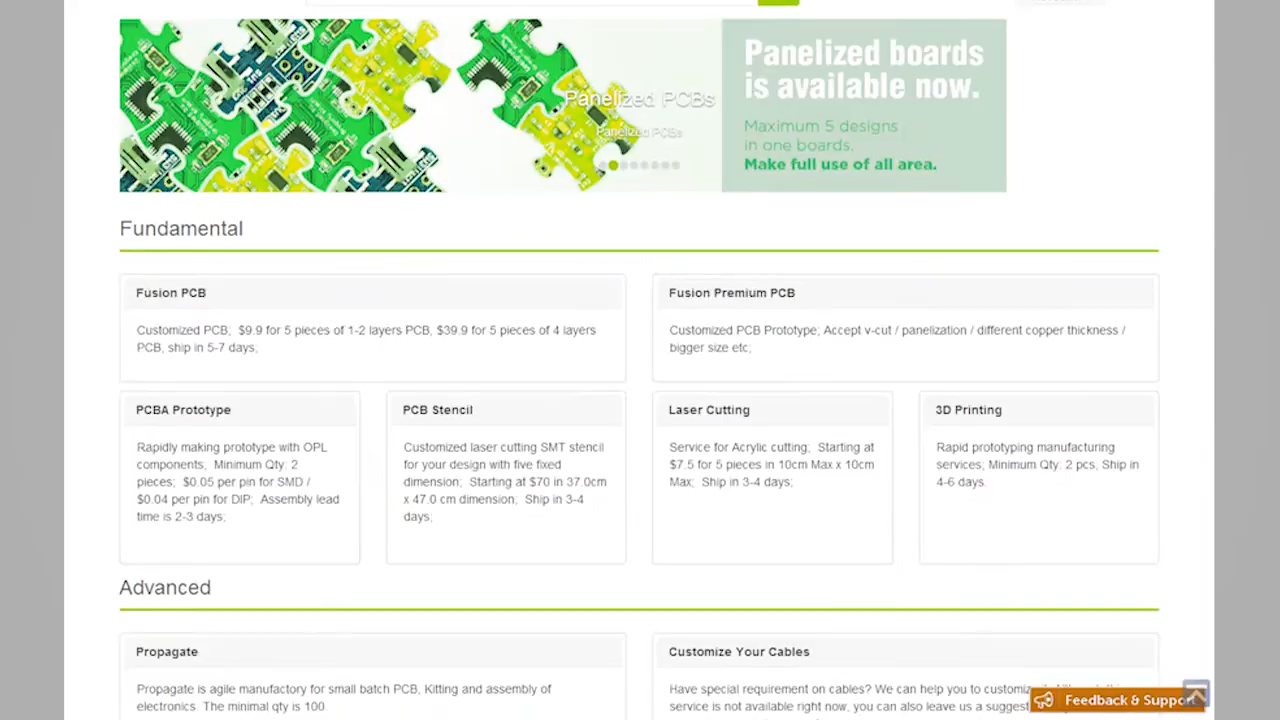 Panelized PCBs
Panelized PCBs
Panelized boards
is available now.
Maximum 5 designs
in one boards.
Make full use of all area.
Fundamental
Fusion PCB
Customized PCB; $9.9 for 5 pieces of 1-2 layers PCB, $39.9 for 5 pieces of 4 layers
PCB, ship in 5-7 days;
Fusion Premium PCB
Customized PCB Prototype; Accept v-cut / panelization / different copper thickness /
bigger size etc;
PCBA Prototype
Rapidly making prototype with OPL
components, Minimum Qty: 2
pieces; $0.05 per pin for SMD /
$0.04 per pin for DIP; Assembly lead
time is 2-3 days;
PCB Stencil
Customized laser cutting SMT stencil
for your design with five fixed
dimension; Starting at $70 in 37.0cm
x 47.0 cm dimension; Ship in 3-4
days;
Laser Cutting
Service for Acrylic cutting; Starting at
$7.5 for 5 pieces in 10cm Max x 10cm
Max; Ship in 3-4 days;
3D Printing
Rapid prototyping manufacturing
services; Minimum Qty: 2 pcs, Ship in
4-6 days.
Advanced
Propagate
Propagate is agile manufactory for small batch PCB, Kitting and assembly of
electronics. The minimal qty is 100.
Customize Your Cables
Have special requirement on cables? We can help you to
service is not available right now, you can also leave us a
Feedback & Support